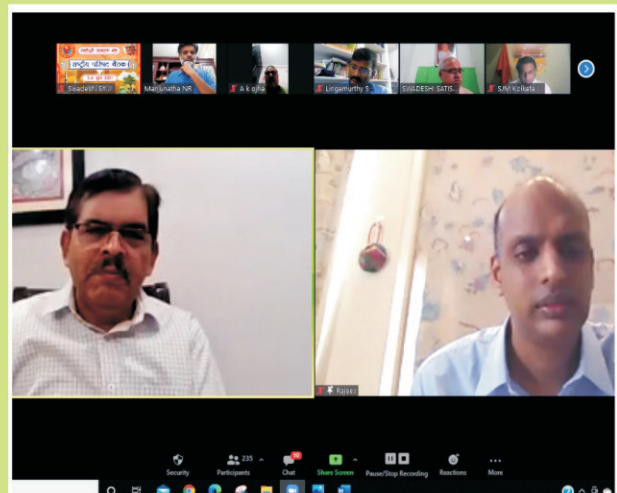 राष्ट्रीय परिषद बैठक
Manjunatha NR
A k ojha
Lingamurthy S
SWADESHI SATIS...
SJM Kolkata
Rajeev
235
10
Security
Participants
Chat
Share Screen
Pause/Stop Recording
Reactions
More